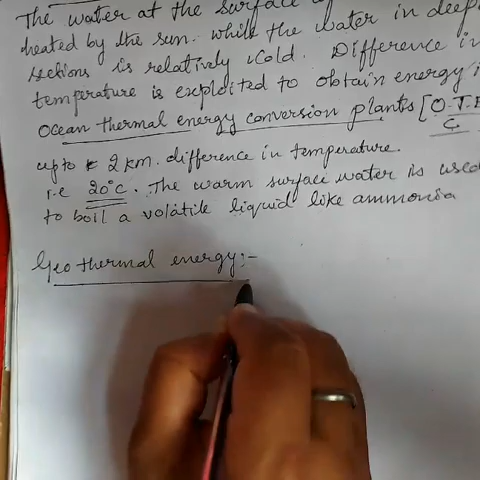 The water at the surface
heated by the sun. while the water in deep
sections is relatively cold. Difference in
temperature is exploited to obtain energy i
ocean thermal energy conversion plants [O.T.E
C
upto 2 km. difference in temperature.
i.e 20°C. The warm surface water is used
to boil a volatile liquid like ammonia
Geothermal energy:-